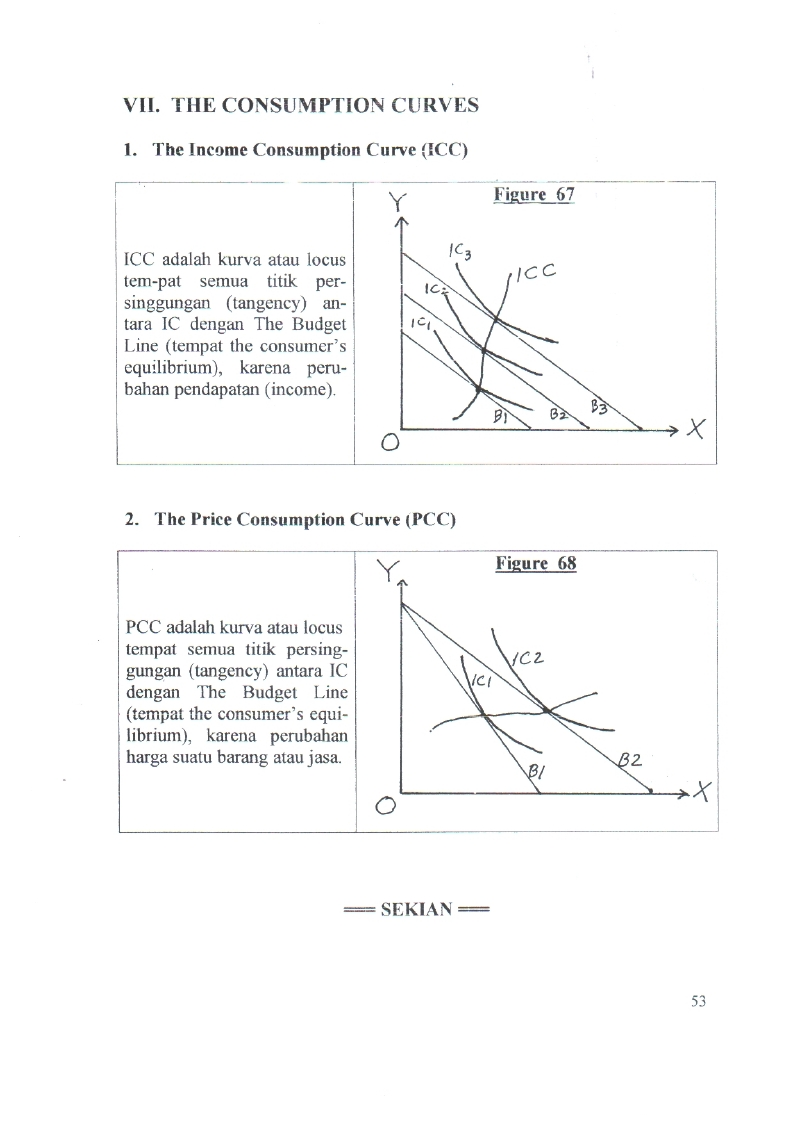 VII. THE CONSUMPTION CURVES
1. The Income Consumption Curve (ICC)
ICC adalah kurva atau locus
tem-pat semua titik per-
singgungan (tangency) an-
tara IC dengan The Budget
Line (tempat the consumer's
equilibrium), karena peru-
bahan pendapatan (income).
Figure 67
Y
IC3
ICC
IC2
IC1
B1
B2
B3
X
O
2. The Price Consumption Curve (PCC)
PCC adalah kurva atau locus
tempat semua titik persing-
gungan (tangency) antara IC
dengan The Budget Line
(tempat the consumer's equi-
librium), karena perubahan
harga suatu barang atau jasa.
Figure 68
Y
IC2
IC1
B2
B1
X
O
=== SEKIAN ===
53